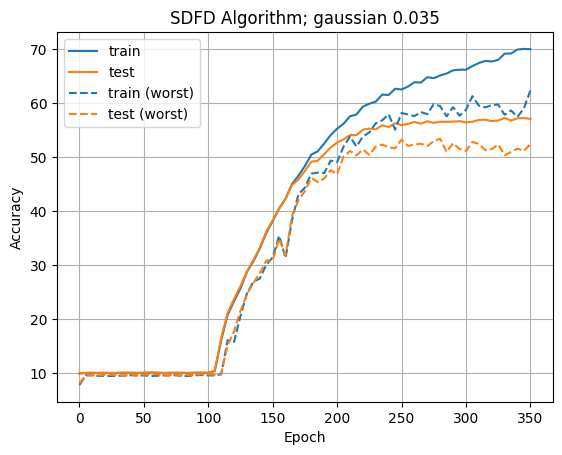 SDFD Algorithm; gaussian 0.035
train
test
train (worst)
test (worst)
70
60
50
40
30
20
10
Accuracy
0 50 100 150 200 250 300 350
Epoch